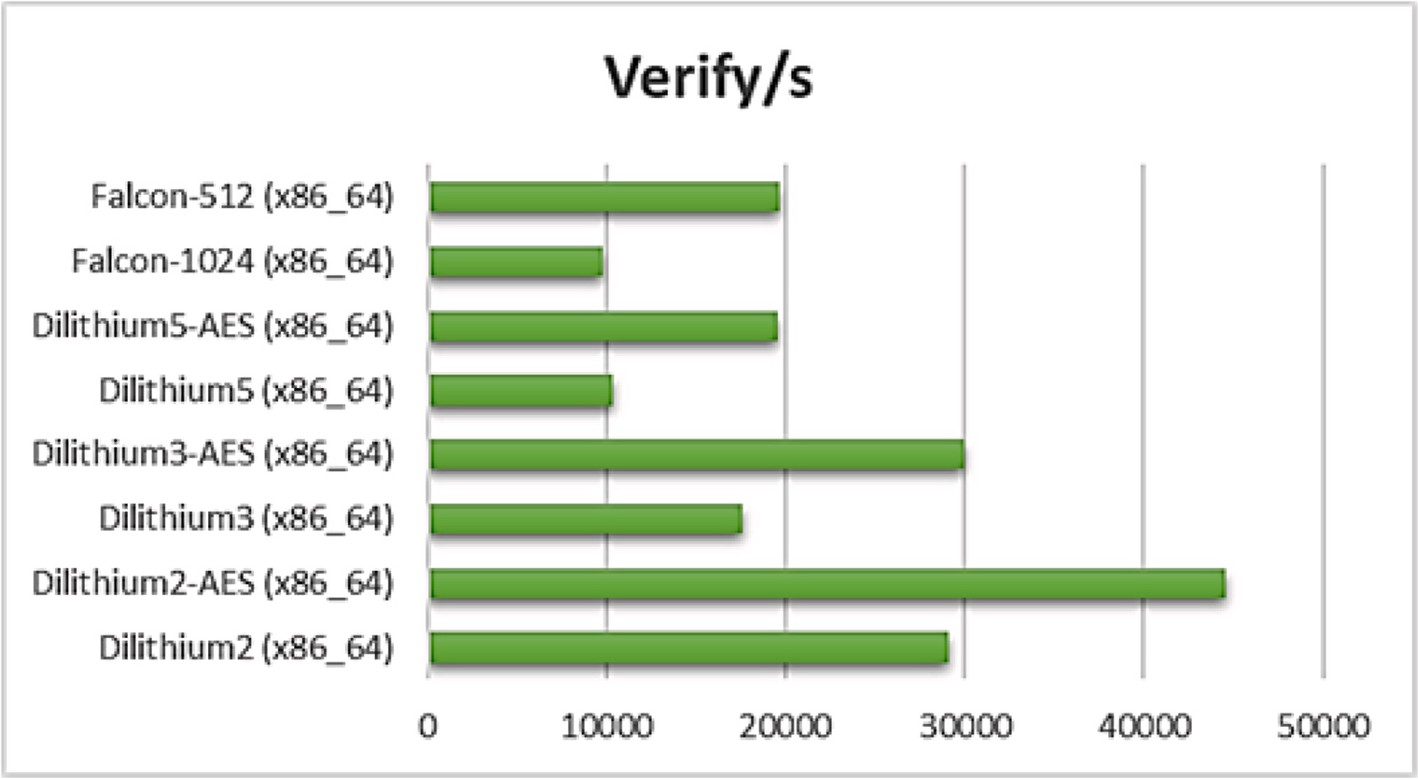 Verify/s
Falcon-512 (x86_64)
Falcon-1024 (x86_64)
Dilithium5-AES (x86_64)
Dilithium5 (x86_64)
Dilithium3-AES (x86_64)
Dilithium3 (x86_64)
Dilithium2-AES (x86_64)
Dilithium2 (x86_64)
0 10000 20000 30000 40000 50000